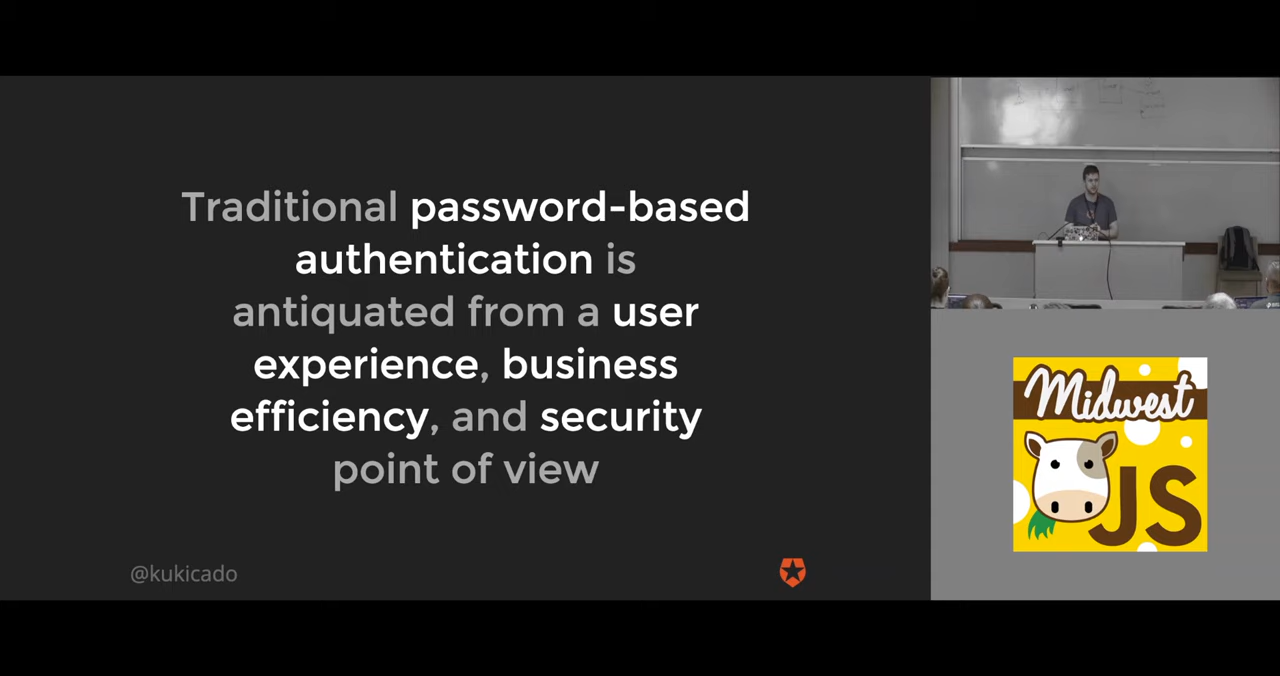 Traditional password-based
authentication is
antiquated from a user
experience, business
efficiency, and security
point of view
@kukicado
Midwest
JS